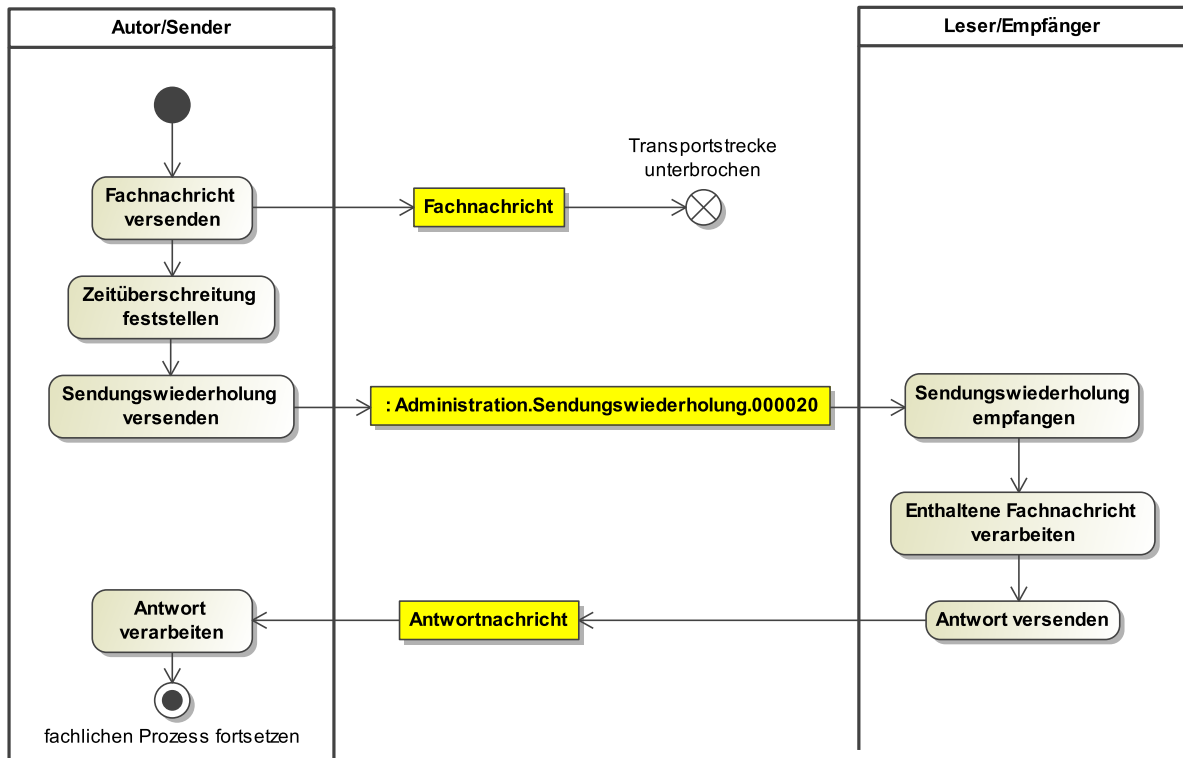 Autor/Sender
Leser/Empfänger
Transportstrecke
unterbrochen
Fachnachricht
versenden
Fachnachricht
Zeitüberschreitung
feststellen
Sendungswiederholung
versenden
: Administration.Sendungswiederholung.000020
Sendungswiederholung
empfangen
Enthaltene Fachnachricht
verarbeiten
Antwort
verarbeiten
Antwortnachricht
Antwort versenden
fachlichen Prozess fortsetzen